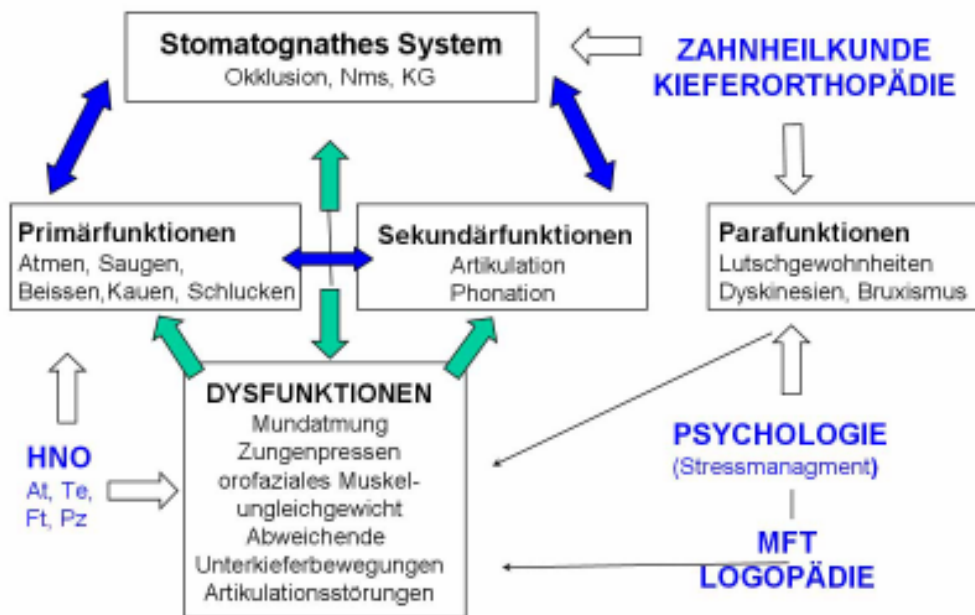 Stomatognathes System
Okklusion, Nms, KG
ZAHNHEILKUNDE
KIEFERORTHOPÄDIE
Primärfunktionen
Atmen, Saugen,
Beissen,Kauen, Schlucken
Sekundärfunktionen
Artikulation
Phonation
Parafunktionen
Lutschgewohnheiten
Dyskinesien, Bruxismus
DYSFUNKTIONEN
Mundatmung
Zungenpressen
orofaziales Muskel-
ungleichgewicht
Abweichende
Unterkieferbewegungen
Artikulationsstörungen
HNO
At, Te,
Ft, Pz
PSYCHOLOGIE
(Stressmanagment)
MFT
LOGOPÄDIE